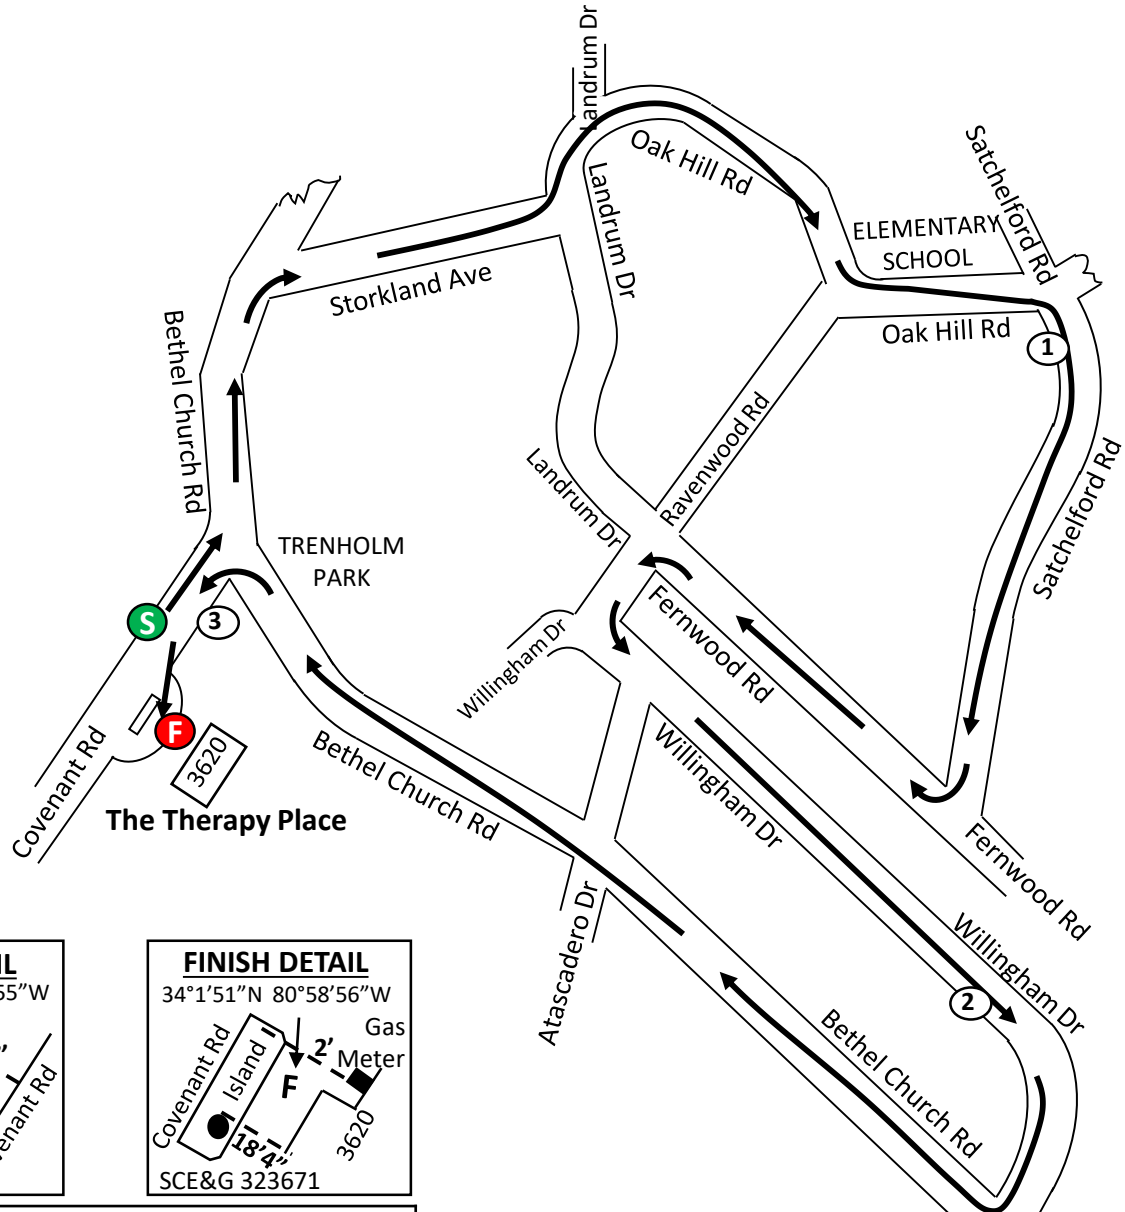 Landrum Dr
Oak Hill Rd
Satchelford Rd
ELEMENTARY
SCHOOL
Landrum Dr
Storkland Ave
Oak Hill Rd
1
Bethel Church Rd
Ravenwood Rd
Landrum Dr
Satchelford Rd
TRENHOLM
PARK
S
3
Fernwood Rd
Willingham Dr
F
3620
Covenant Rd
The Therapy Place
Bethel Church Rd
Willingham Dr
Fernwood Rd
Atascadero Dr
Willingham Dr
2
Bethel Church Rd
55”W
FINISH DETAIL
34°1’51”N 80°58’56”W
Gas
Meter
2’
Covenant Rd
Island
F
18’4”
3620
SCE&G 323671